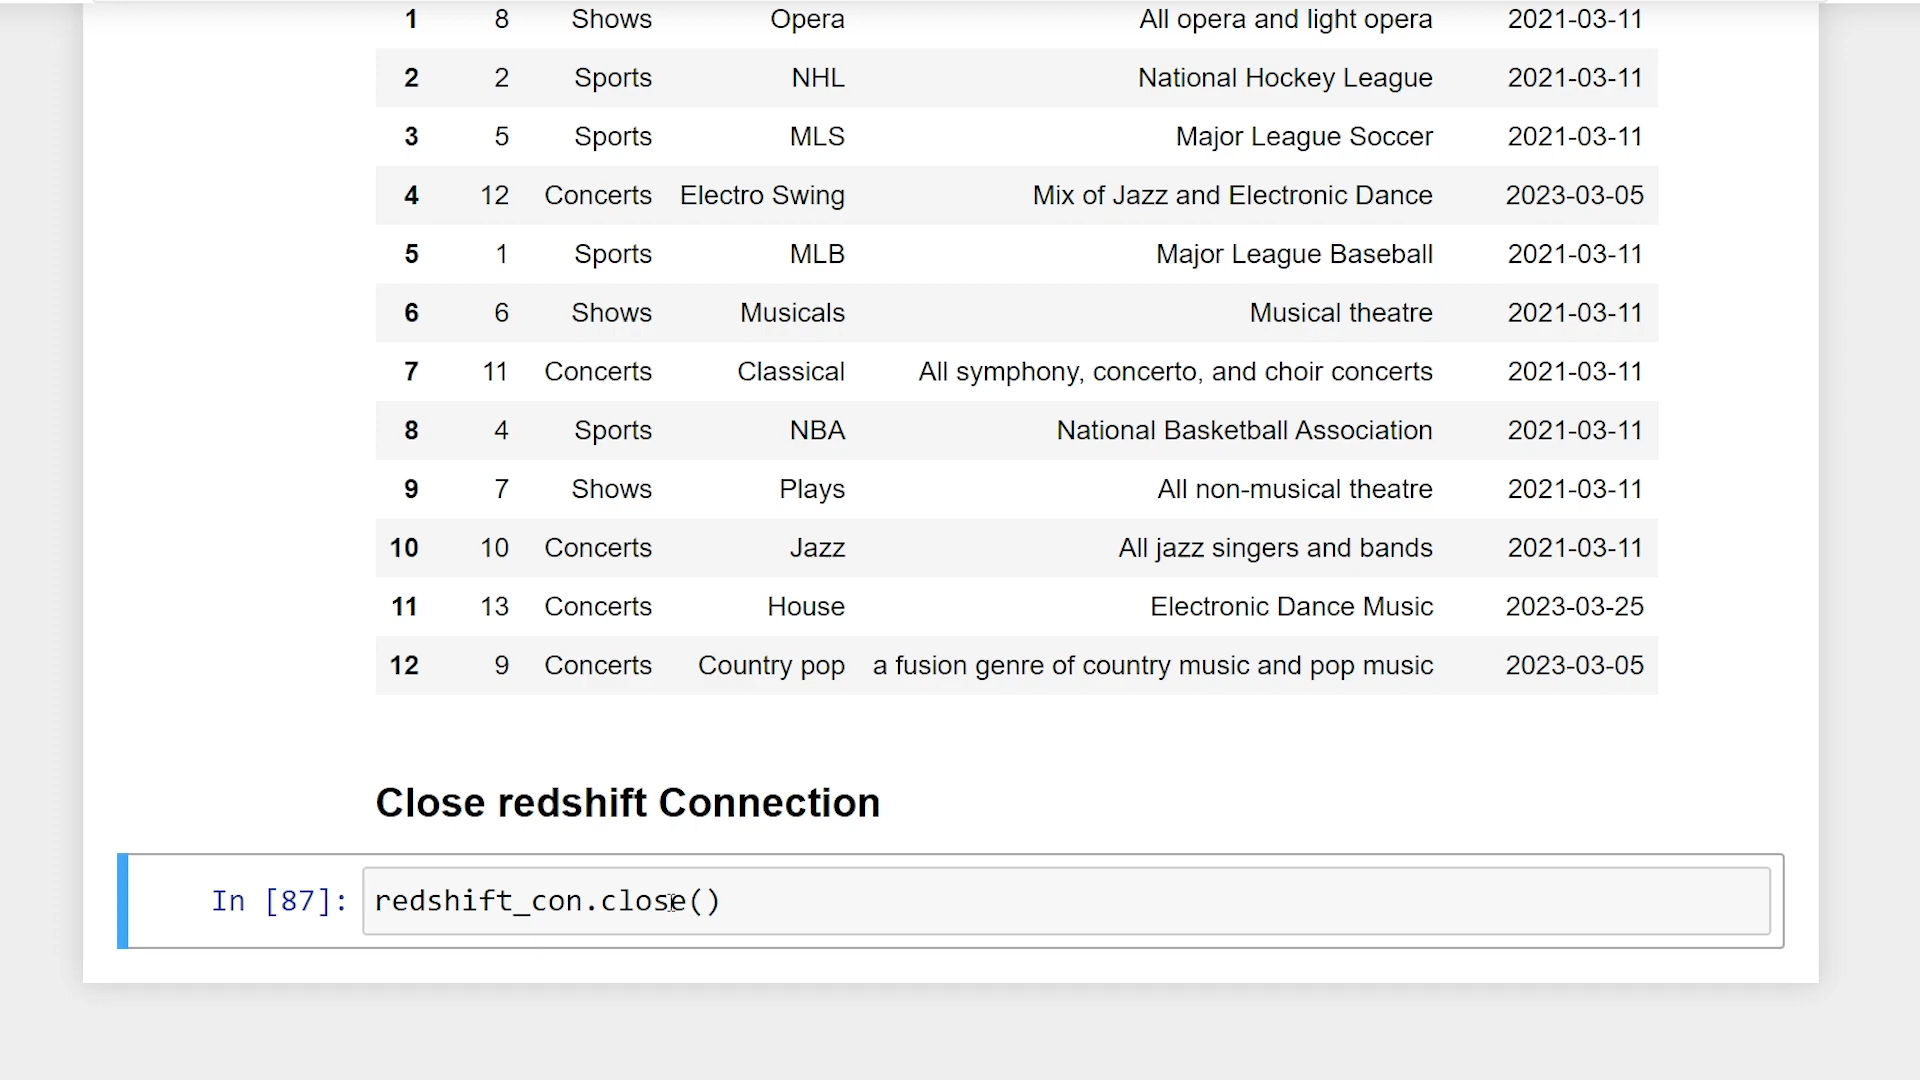 1 8 Shows Opera All opera and light opera 2021-03-11
2 2 Sports NHL National Hockey League 2021-03-11
3 5 Sports MLS Major League Soccer 2021-03-11
4 12 Concerts Electro Swing Mix of Jazz and Electronic Dance 2023-03-05
5 1 Sports MLB Major League Baseball 2021-03-11
6 6 Shows Musicals Musical theatre 2021-03-11
7 11 Concerts Classical All symphony, concerto, and choir concerts 2021-03-11
8 4 Sports NBA National Basketball Association 2021-03-11
9 7 Shows Plays All non-musical theatre 2021-03-11
10 10 Concerts Jazz All jazz singers and bands 2021-03-11
11 13 Concerts House Electronic Dance Music 2023-03-25
12 9 Concerts Country pop a fusion genre of country music and pop music 2023-03-05
Close redshift Connection
In [87]: redshift_con.close()